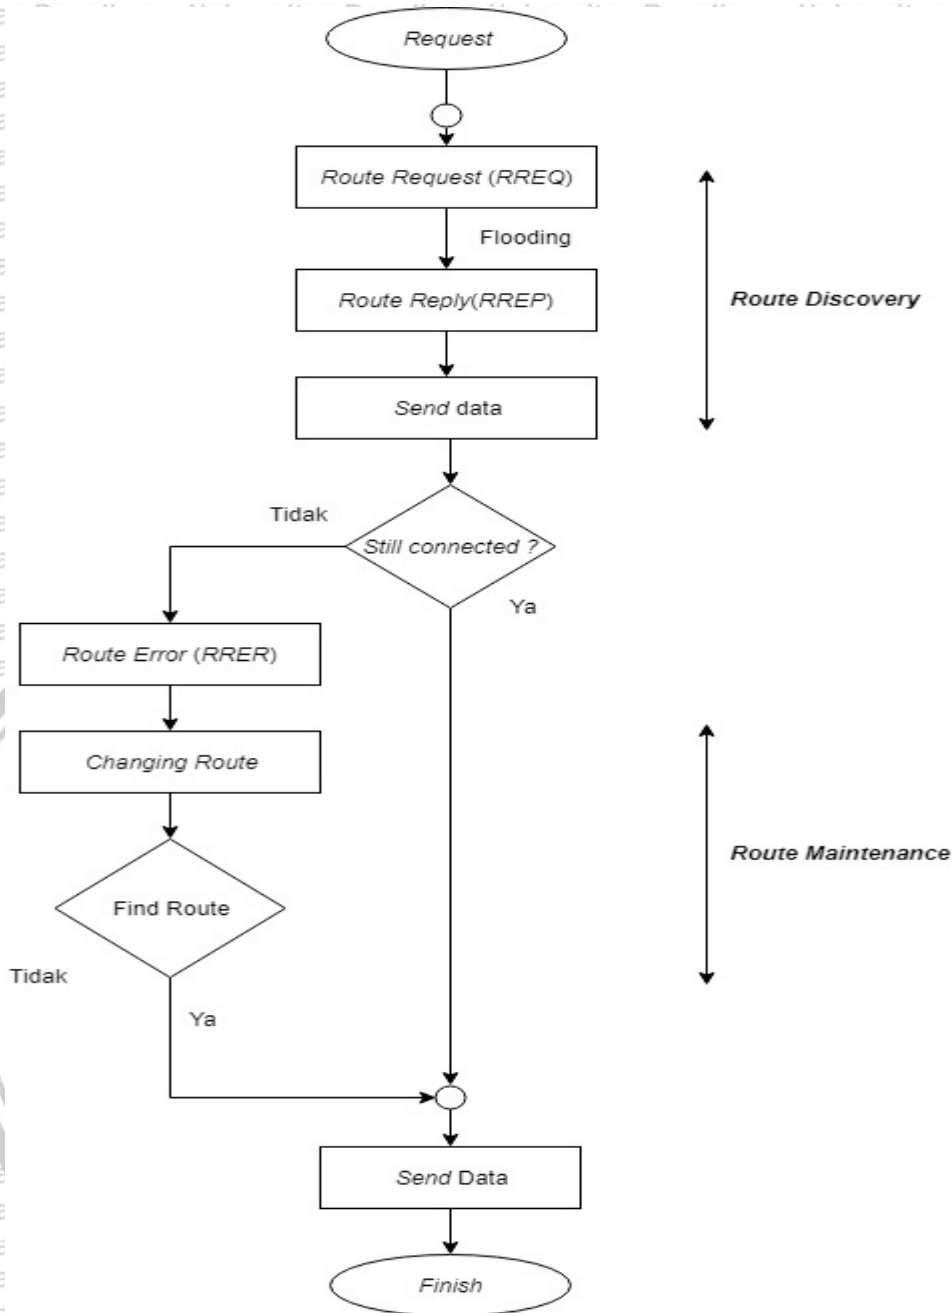 Request
Route Request (RREQ)
Flooding
Route Reply(RREP)
Route Discovery
Send data
Tidak
Still connected ?
Ya
Route Error (RRER)
Changing Route
Route Maintenance
Find Route
Tidak
Ya
Send Data
Finish